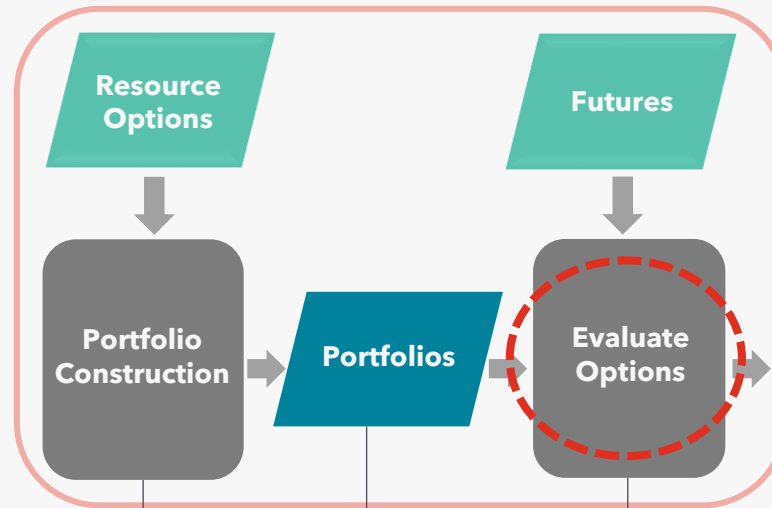 Resource
Options
Futures
Portfolio
Construction
Portfolios
Evaluate
Options